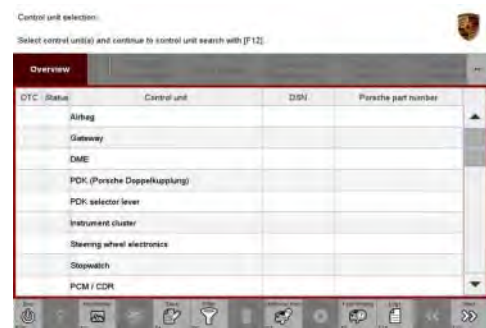 Control unit selection:
Select control unit(s) and continue to control unit search with [F12].
Overview
DTC Status Control unit DSN Porsche part number
Airbag
Gateway
DME
PDK (Porsche Doppelkupplung)
PDK selector lever
Instrument cluster
Steering wheel electronics
Stopwatch
PCM / CDR